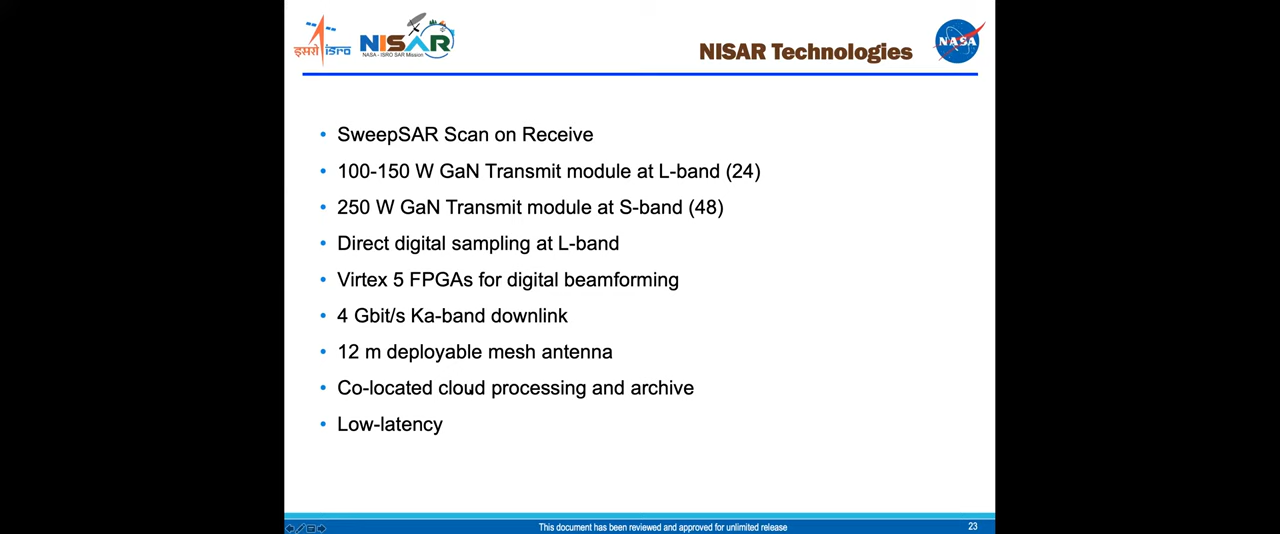 इसरो isro
NISAR
NASA - ISRO SAR Mission
NISAR Technologies
NASA
• SweepSAR Scan on Receive
• 100-150 W GaN Transmit module at L-band (24)
• 250 W GaN Transmit module at S-band (48)
• Direct digital sampling at L-band
• Virtex 5 FPGAs for digital beamforming
• 4 Gbit/s Ka-band downlink
• 12 m deployable mesh antenna
• Co-located cloud processing and archive
• Low-latency
This document has been reviewed and approved for unlimited release
23